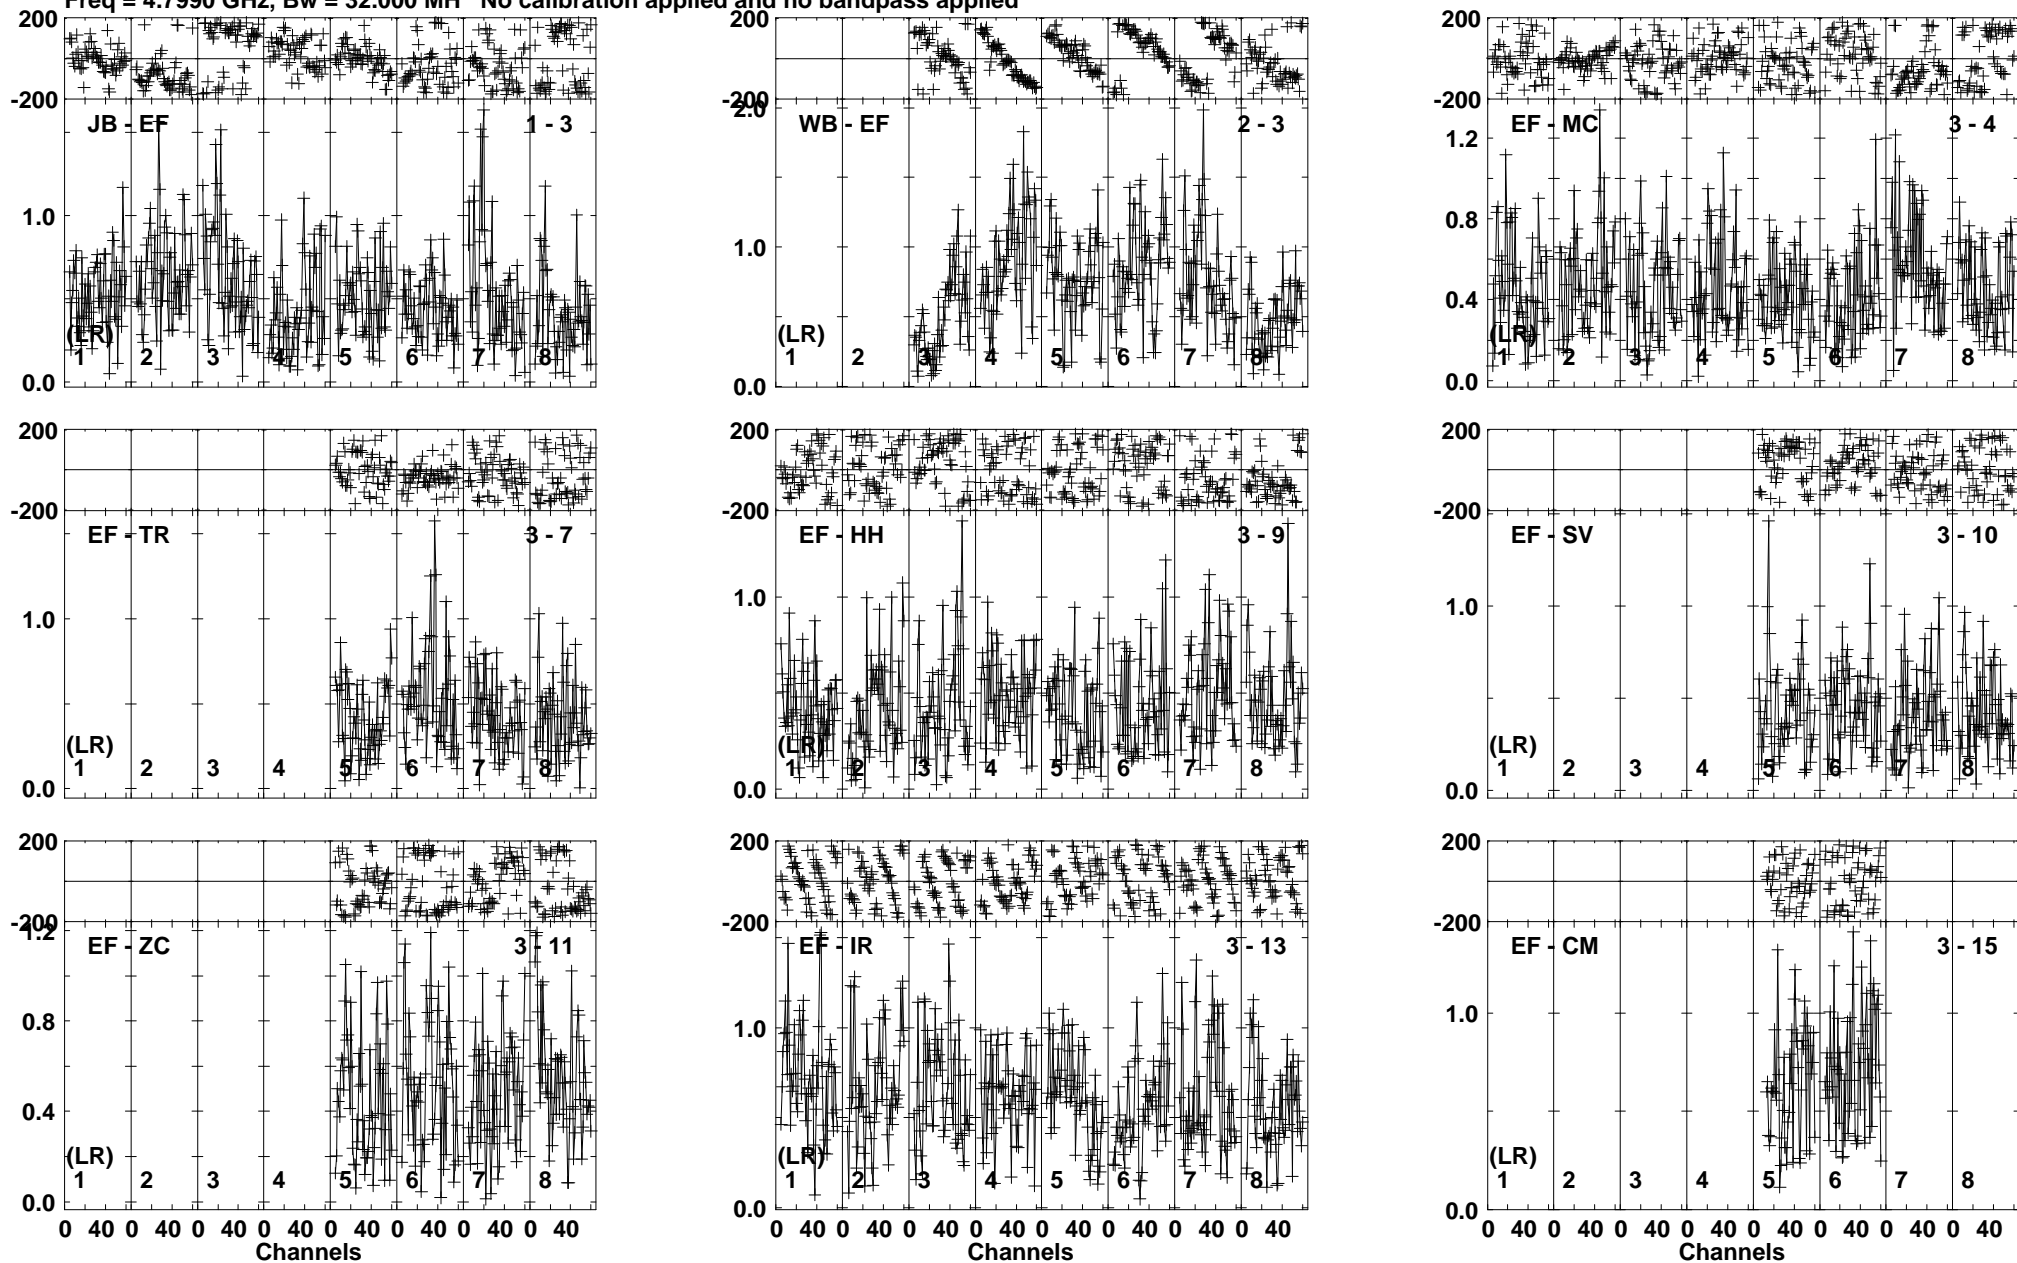 Freq = 4.7990 GHz, Bw = 32.000 MH No calibration applied and no bandpass applied
200 200 200
-200 -200 -200
JB - EF 1 - 3 2.0 WB - EF 2 - 3 EF - MC 3 - 4
1.2
1.0 1.0 0.8
0.4
(LR) (LR) (LR)
1 2 3 4 5 6 7 8 1 2 3 4 5 6 7 8 1 2 3 4 5 6 7 8
0.0 0.0 0.0
200 200 200
-200 -200 -200
EF - TR 3 - 7 EF - HH 3 - 9 EF - SV 3 - 10
1.0 1.0 1.0
(LR) (LR) (LR)
1 2 3 4 5 6 7 8 1 2 3 4 5 6 7 8 1 2 3 4 5 6 7 8
0.0 0.0 0.0
200 200 200
-200 -200 -200
1.2 EF - ZC 3 - 11 EF - IR 3 - 13 EF - CM 3 - 15
0.8 1.0 1.0
0.4
(LR) (LR) (LR)
1 2 3 4 5 6 7 8 1 2 3 4 5 6 7 8 1 2 3 4 5 6 7 8
0.0 0.0 0.0
0 40 0 40 0 40 0 40 0 40 0 40 0 40 0 40 0 40 0 40 0 40 0 40 0 40 0 40 0 40 0 40 0 40 0 40 0 40 0 40 0 40 0 40 0 40 0 40
Channels Channels Channels